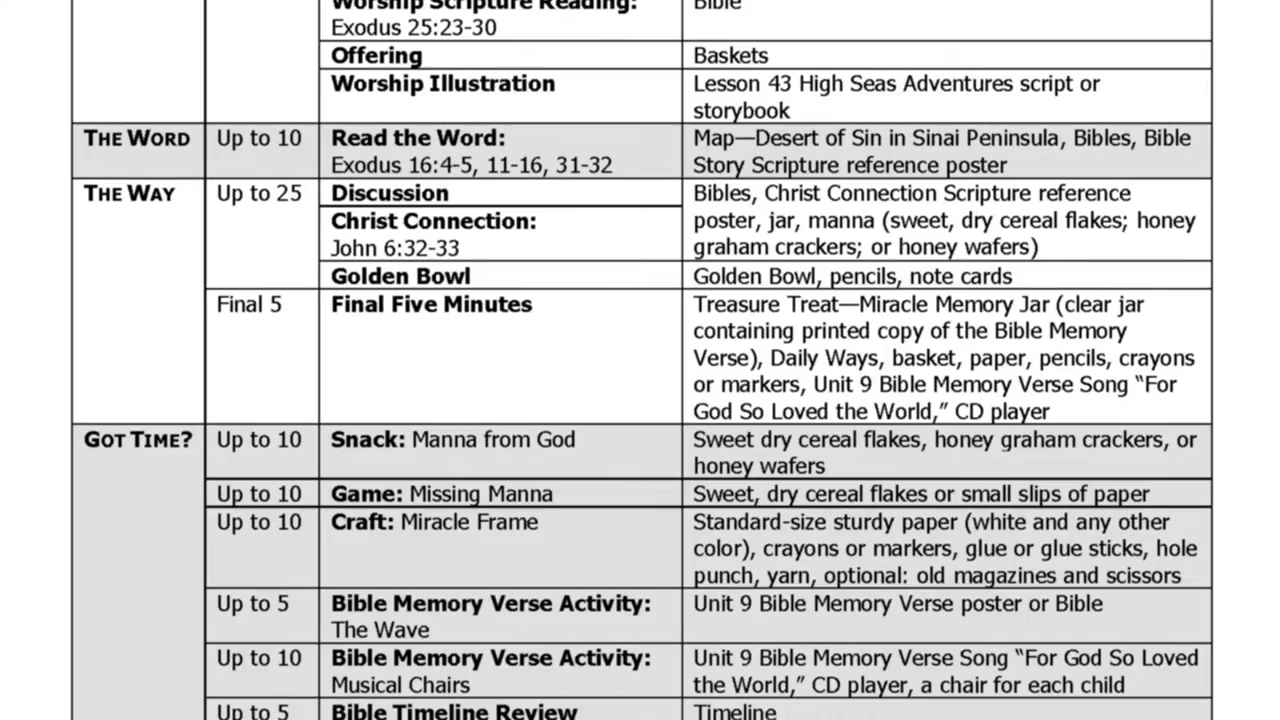 Worship Scripture Reading:
Exodus 25:23-30
Bible
Offering
Baskets
Worship Illustration
Lesson 43 High Seas Adventures script or
storybook
THE WORD
Up to 10
Read the Word:
Exodus 16:4-5, 11-16, 31-32
Map—Desert of Sin in Sinai Peninsula, Bibles, Bible
Story Scripture reference poster
THE WAY
Up to 25
Discussion
Christ Connection:
John 6:32-33
Bibles, Christ Connection Scripture reference
poster, jar, manna (sweet, dry cereal flakes; honey
graham crackers; or honey wafers)
Golden Bowl
Golden Bowl, pencils, note cards
Final 5
Final Five Minutes
Treasure Treat—Miracle Memory Jar (clear jar
containing printed copy of the Bible Memory
Verse), Daily Ways, basket, paper, pencils, crayons
or markers, Unit 9 Bible Memory Verse Song “For
God So Loved the World,” CD player
GOT TIME?
Up to 10
Snack: Manna from God
Sweet dry cereal flakes, honey graham crackers, or
honey wafers
Up to 10
Game: Missing Manna
Sweet, dry cereal flakes or small slips of paper
Up to 10
Craft: Miracle Frame
Standard-size sturdy paper (white and any other
color), crayons or markers, glue or glue sticks, hole
punch, yarn, optional: old magazines and scissors
Up to 5
Bible Memory Verse Activity:
The Wave
Unit 9 Bible Memory Verse poster or Bible
Up to 10
Bible Memory Verse Activity:
Musical Chairs
Unit 9 Bible Memory Verse Song “For God So Loved
the World,” CD player, a chair for each child
Up to 5
Bible Timeline Review
Timeline